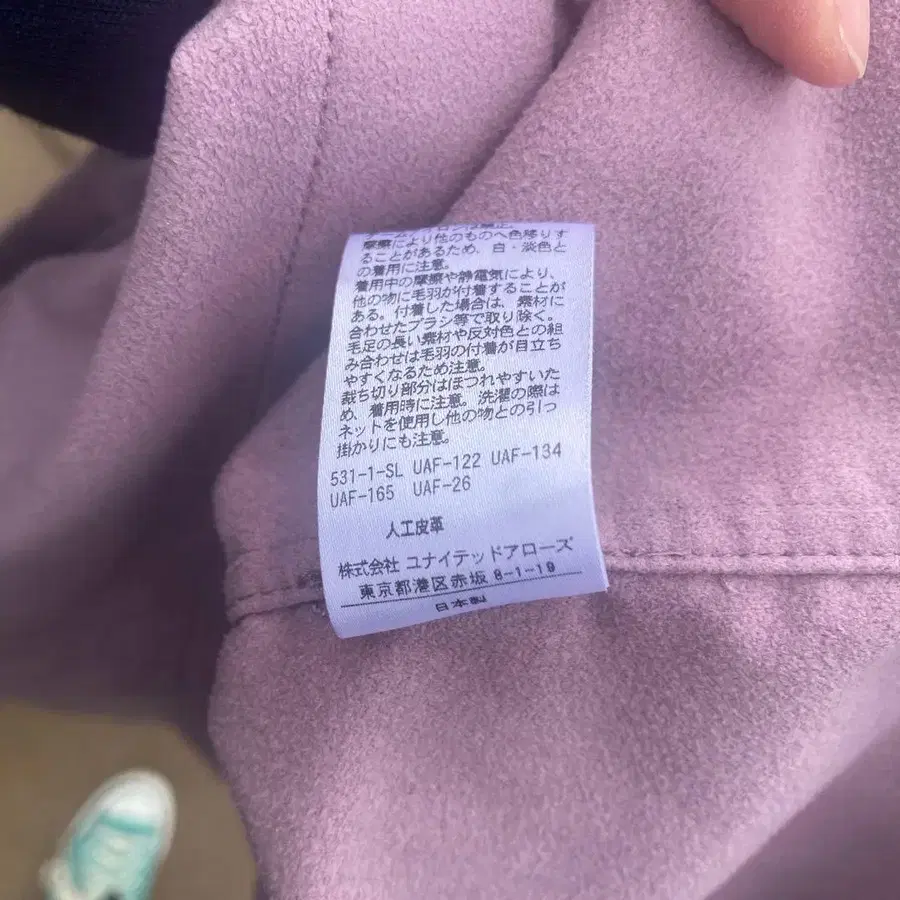 摩擦により他のものへ色移りす
ることがあるため、白・淡色と
の着用に注意。
着用中の摩擦や静電気により、
他の物に毛羽が付着することが
ある。付着した場合は、素材に
合わせたブラシ等で取り除く。
毛足の長い素材や反対色との組
み合わせは毛羽の付着が目立ち
やすくなるため注意。
裁ち切り部分はほつれやすいた
め、着用時に注意。洗濯の際は
ネットを使用し他の物との引っ
掛かりにも注意。
531-1-SL UAF-122 UAF-134
UAF-165 UAF-26
人工皮革
株式会社 ユナイテッドアローズ
東京都港区赤坂 8-1-19
日本製